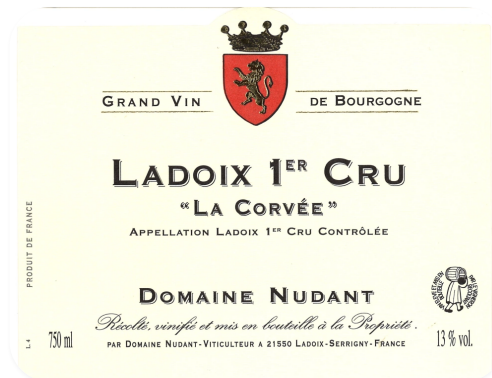 GRAND VIN DE BOURGOGNE
LADOIX 1ER CRU
"LA CORVÉE"
APPELLATION LADOIX 1ER CRU CONTRÔLÉE
PRODUIT DE FRANCE
DOMAINE NUDANT
Récolté, vinifié et mis en bouteille à la Propriété.
L4
750 ml
PAR DOMAINE NUDANT-VITICULTEUR A 21550 LADOIX-SERRIGNY-FRANCE
13 % vol.